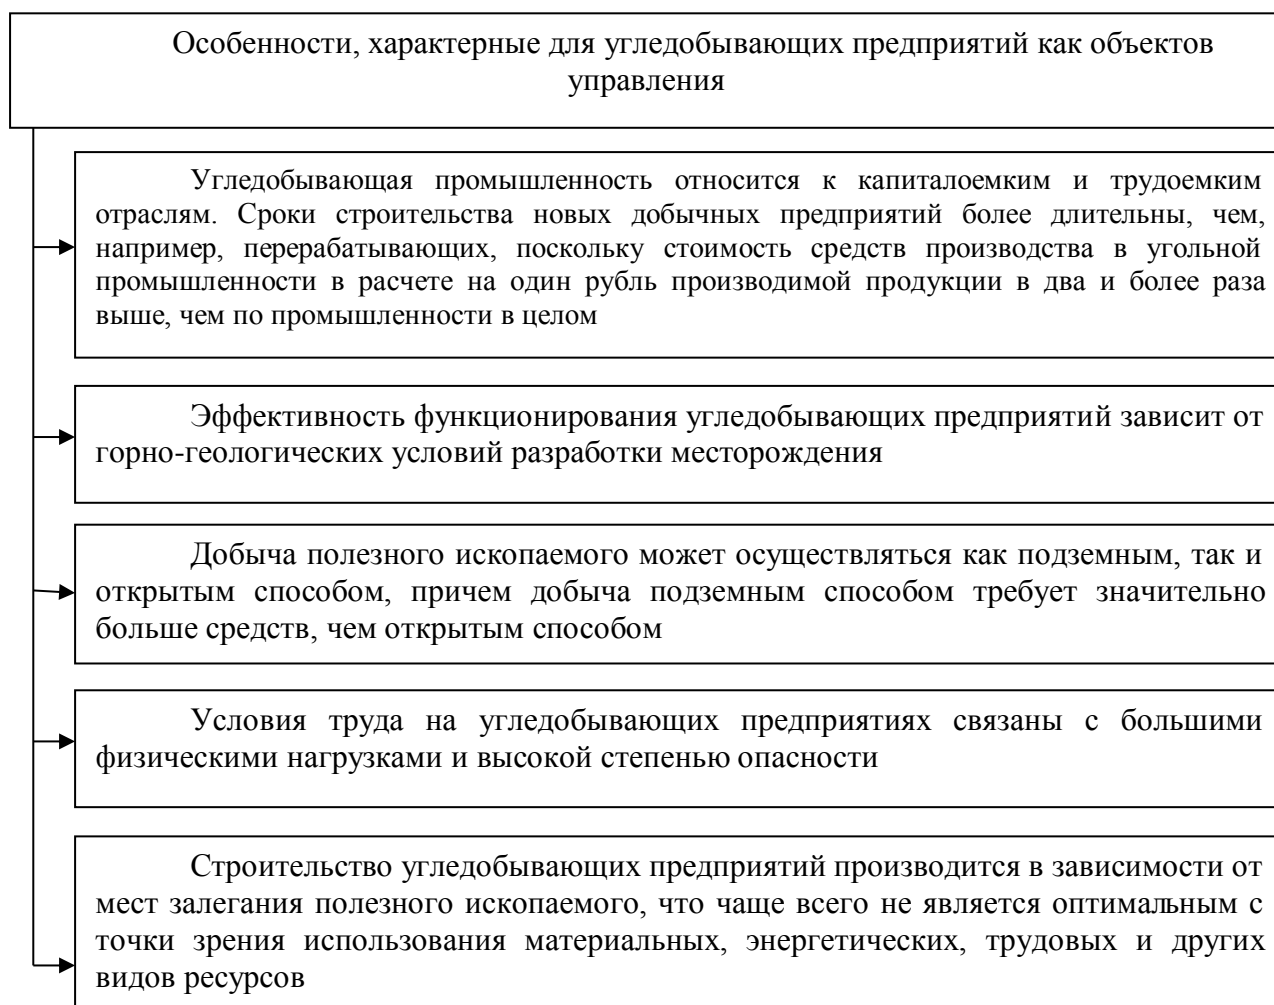 Особенности, характерные для угледобывающих предприятий как объектов
управления
Угледобывающая промышленность относится к капиталоемким и трудоемким
отраслям. Сроки строительства новых добычных предприятий более длительны, чем,
например, перерабатывающих, поскольку стоимость средств производства в угольной
промышленности в расчете на один рубль производимой продукции в два и более раза
выше, чем по промышленности в целом
Эффективность функционирования угледобывающих предприятий зависит от
горно-геологических условий разработки месторождения
Добыча полезного ископаемого может осуществляться как подземным, так и
открытым способом, причем добыча подземным способом требует значительно
больше средств, чем открытым способом
Условия труда на угледобывающих предприятиях связаны с большими
физическими нагрузками и высокой степенью опасности
Строительство угледобывающих предприятий производится в зависимости от
мест залегания полезного ископаемого, что чаще всего не является оптимальным с
точки зрения использования материальных, энергетических, трудовых и других
видов ресурсов